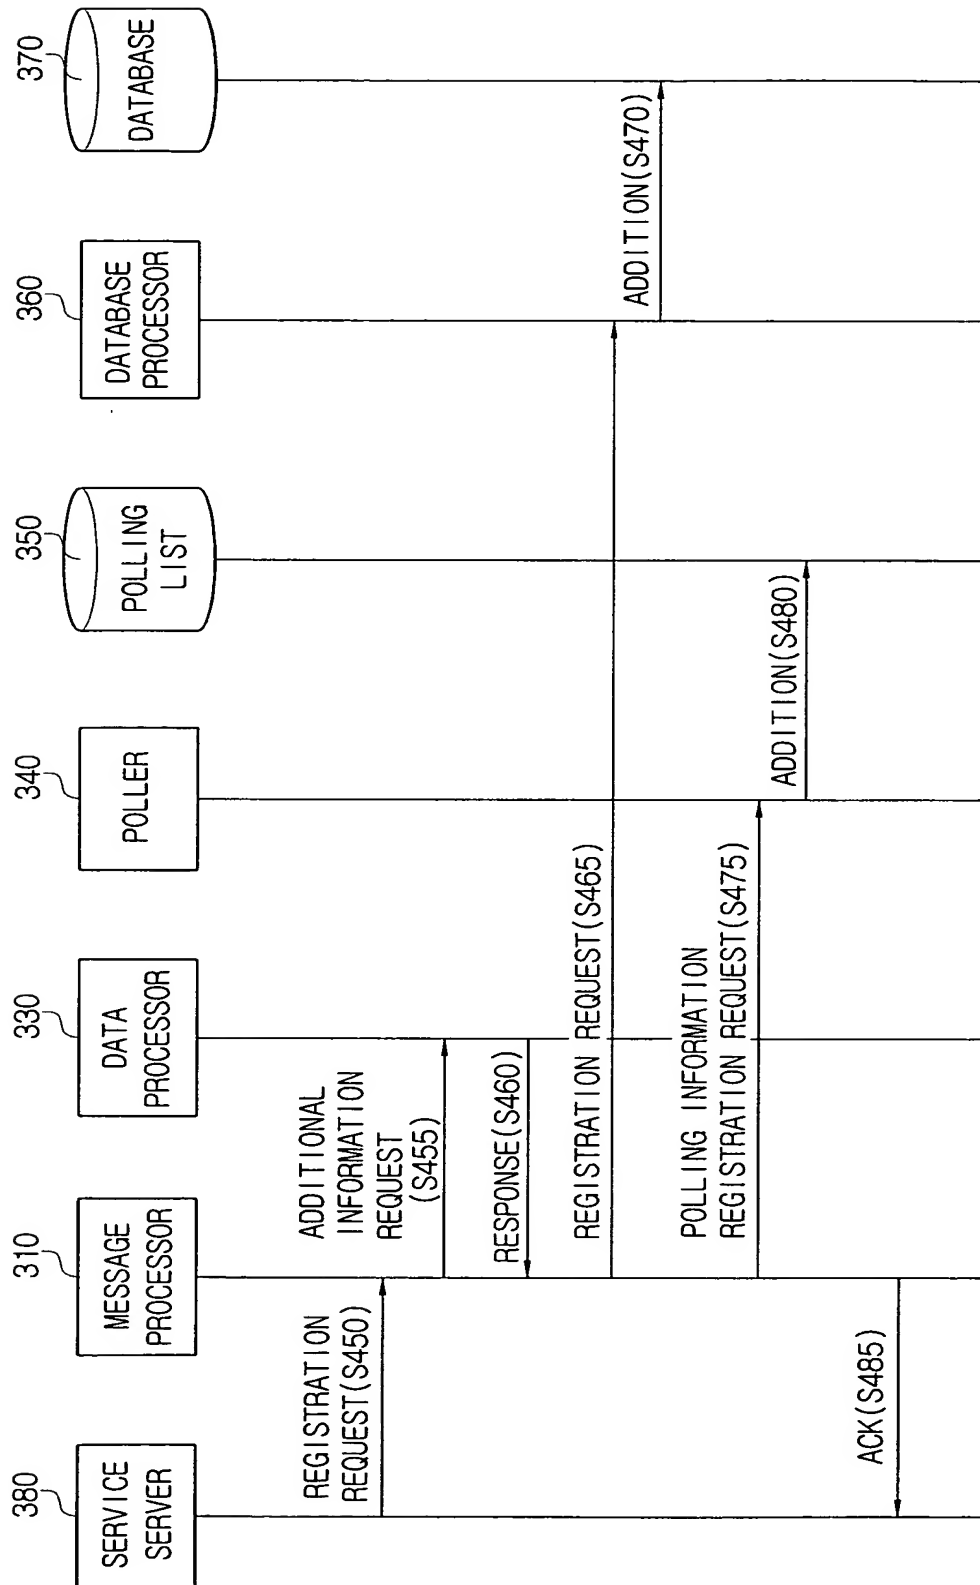 380
SERVICE
SERVER
310
MESSAGE
PROCESSOR
330
DATA
PROCESSOR
340
POLLER
350
POLLING
LIST
360
DATABASE
PROCESSOR
370
DATABASE
REGISTRATION
REQUEST(S450)
ADDITIONAL
INFORMATION
REQUEST
(S455)
RESPONSE(S460)
REGISTRATION REQUEST(S465)
ADDITION(S470)
POLLING INFORMATION
REGISTRATION REQUEST(S475)
ADDITION(S480)
ACK(S485)